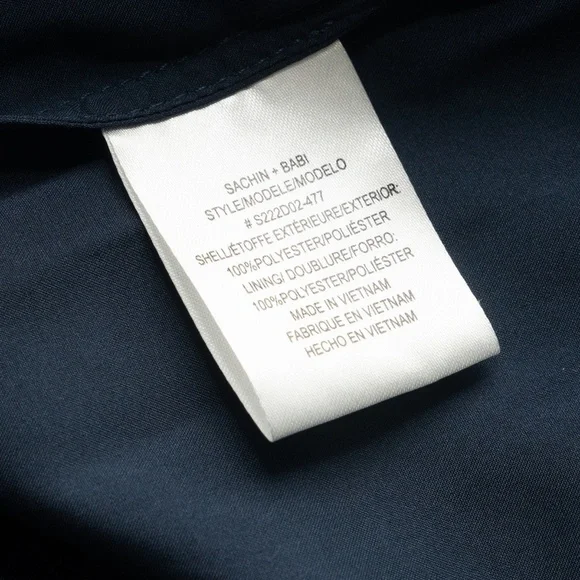 SACHIN + BABI
STYLE/MODELE/MODELO
# S222D02-477
SHELL/ÉTOFFE EXTÉRIEURE/EXTERIOR:
100%POLYESTER/POLIÉSTER
LINING/ DOUBLURE/FORRO:
100%POLYESTER/POLIÉSTER
MADE IN VIETNAM
FABRIQUE EN VIETNAM
HECHO EN VIETNAM